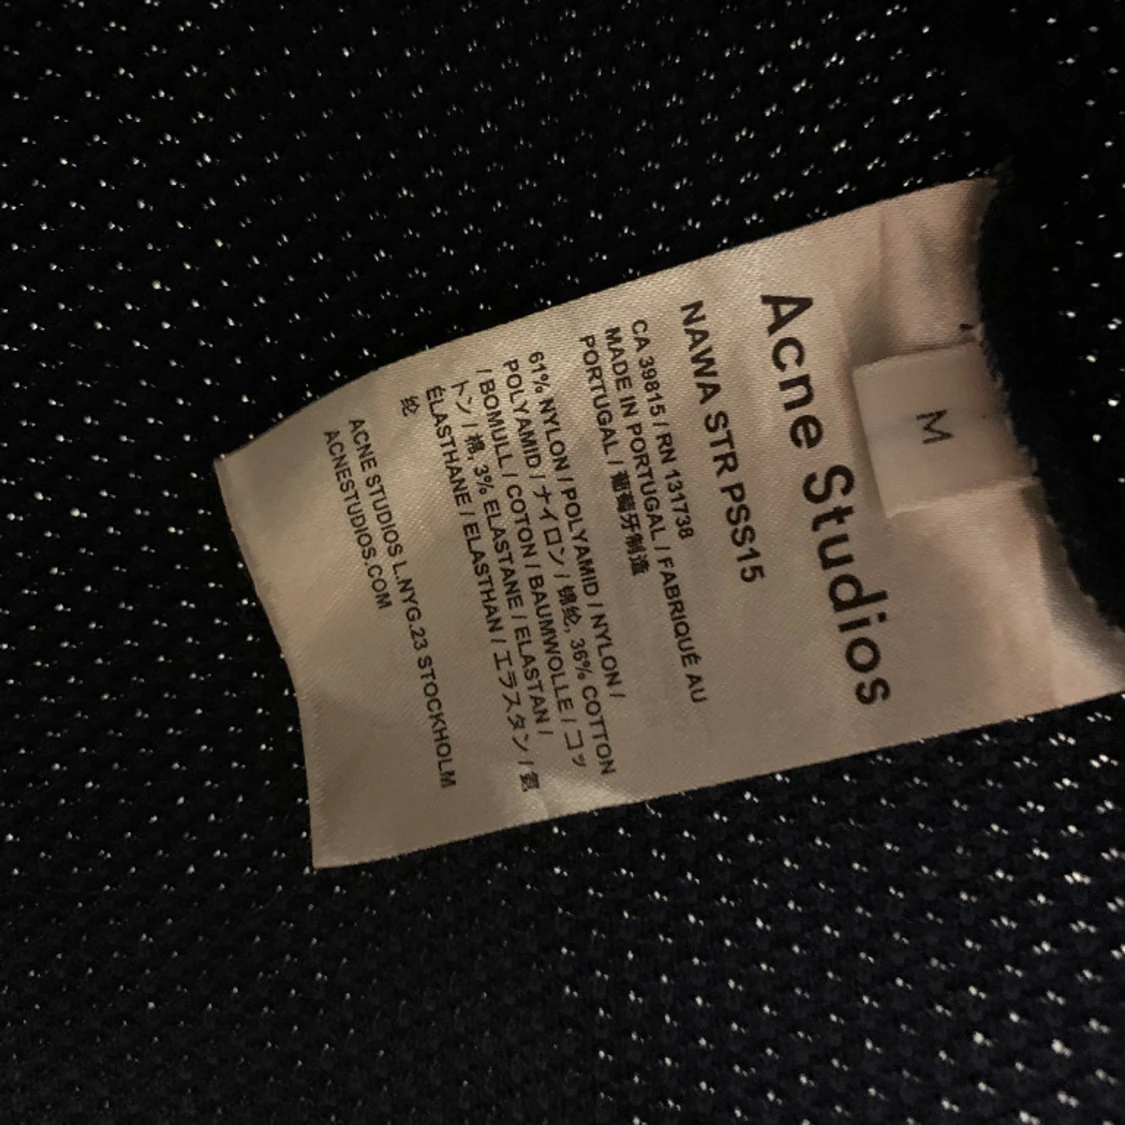 M
Acne Studios
NAWA STR PSS15
CA 39815 / RN 131738
MADE IN PORTUGAL / FABRIQUÉ AU
PORTUGAL / 葡萄牙制造
61% NYLON / POLYAMID / NYLON /
POLYAMID / ナイロン / 锦纶, 36% COTTON
/ BOMULL / COTON / BAUMWOLLE / コッ
トン / 棉, 3% ELASTANE / ELASTAN /
ÉLASTHANE / ELASTHAN / エラスタン / 氨
纶
ACNE STUDIOS L.NYG.23 STOCKHOLM
ACNESTUDIOS.COM